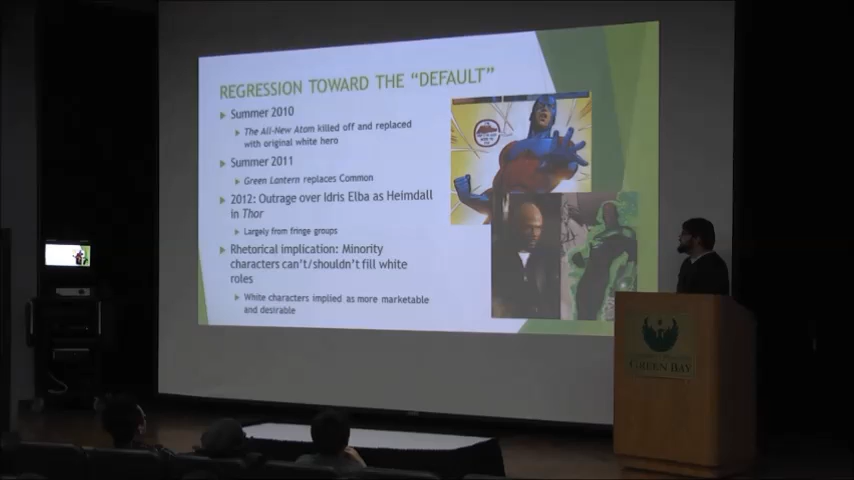 REGRESSION TOWARD THE “DEFAULT”
Summer 2010
The All-New Atom killed off and replaced
with original white hero
Summer 2011
Green Lantern replaces Common
2012: Outrage over Idris Elba as Heimdall
in Thor
Largely from fringe groups
Rhetorical implication: Minority
characters can’t/shouldn’t fill white
roles
White characters implied as more marketable
and desirable
GREEN BAY